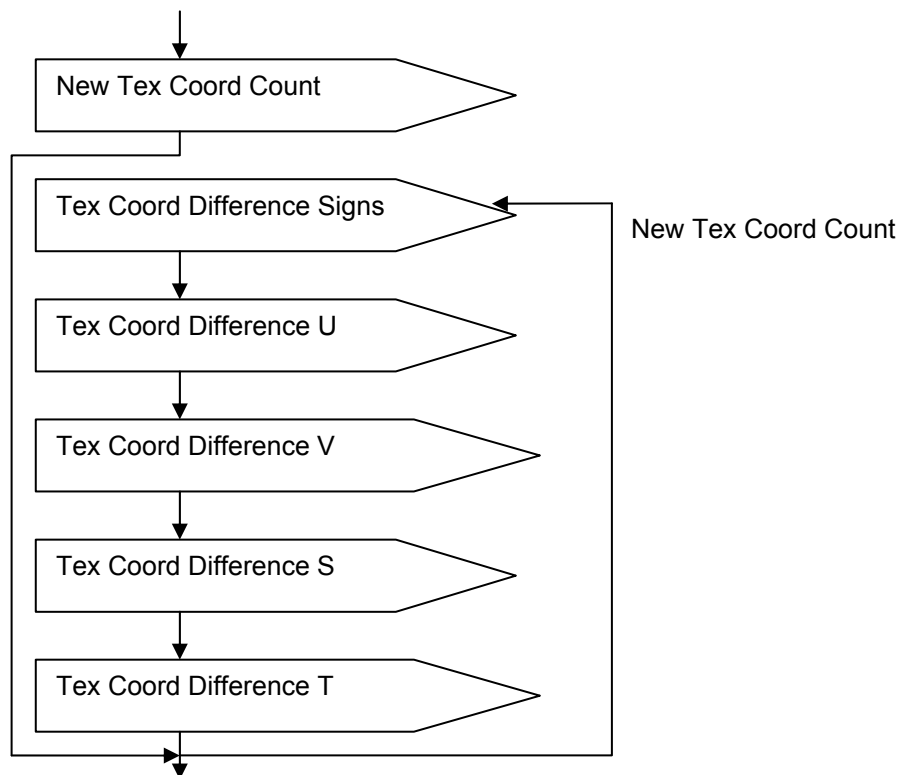 New Tex Coord Count
Tex Coord Difference Signs
New Tex Coord Count
Tex Coord Difference U
Tex Coord Difference V
Tex Coord Difference S
Tex Coord Difference T